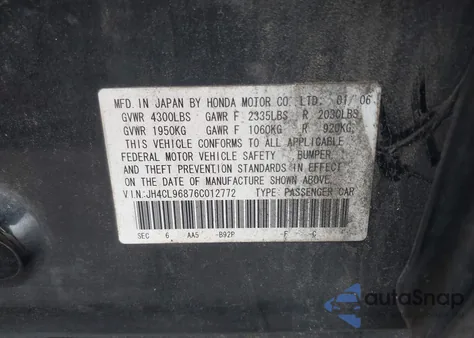 MFD. IN JAPAN BY HONDA MOTOR CO. LTD. 01/ 06
GVWR 4300LBS GAWR F 2335LBS R 2030LBS
GVWR 1950KG GAWR F 1060KG R 920KG
THIS VEHICLE CONFORMS TO ALL APPLICABLE
FEDERAL MOTOR VEHICLE SAFETY, BUMPER, AND
THEFT PREVENTION STANDARDS IN EFFECT
ON THE DATE OF MANUFACTURE SHOWN ABOVE.
VIN:JH4CL96876C012772 TYPE:PASSENGER CAR
SEC 6 AA5 -B92P -F -C
autoSnap